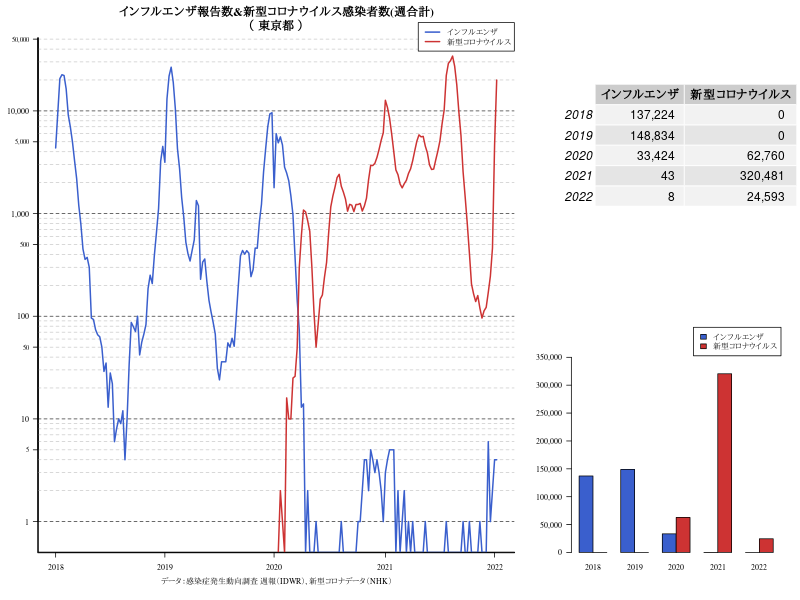 インフルエンザ報告数&新型コロナウイルス感染者数(週合計)
( 東京都 )
インフルエンザ
新型コロナウイルス
50,000
10,000
5,000
1,000
500
100
50
10
5
1
2018 2019 2020 2021 2022
データ:感染症発生動向調査 週報(IDWR)、新型コロナデータ(NHK)
インフルエンザ 新型コロナウイルス
2018 137,224 0
2019 148,834 0
2020 33,424 62,760
2021 43 320,481
2022 8 24,593
インフルエンザ
新型コロナウイルス
350,000
300,000
250,000
200,000
150,000
100,000
50,000
0
2018 2019 2020 2021 2022